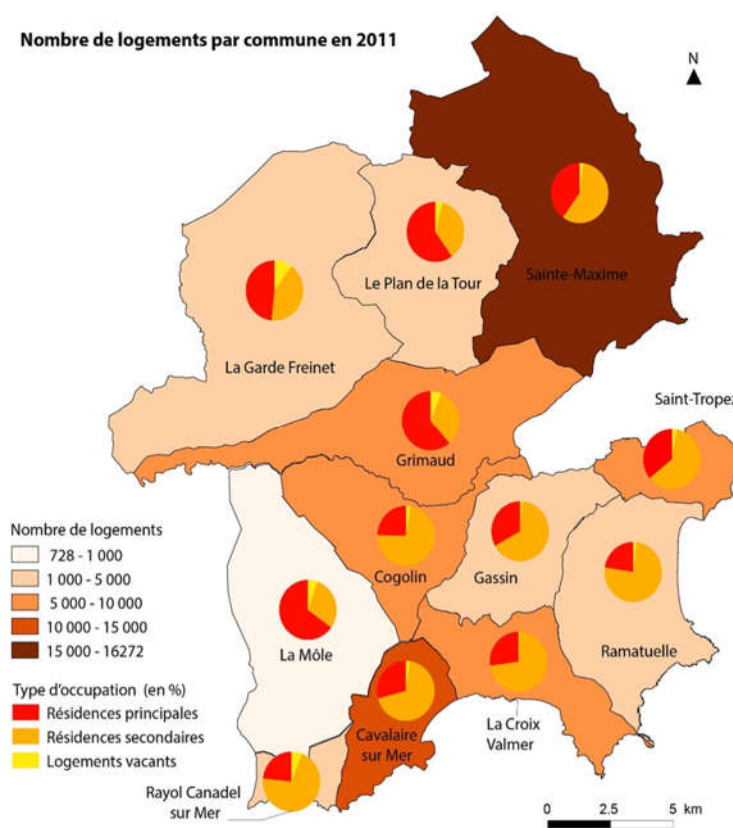 Nombre de logements par commune en 2011
N
Sainte-Maxime
Le Plan de la Tour
La Garde Freinet
Saint-Tropez
Grimaud
Cogolin
Gassin
Ramatuelle
La Môle
La Croix
Valmer
Cavalaire
sur Mer
Rayol Canadel
sur Mer
Nombre de logements
728 - 1 000
1 000 - 5 000
5 000 - 10 000
10 000 - 15 000
15 000 - 16272
Type d'occupation (en %)
Résidences principales
Résidences secondaires
Logements vacants
0 2.5 5 km